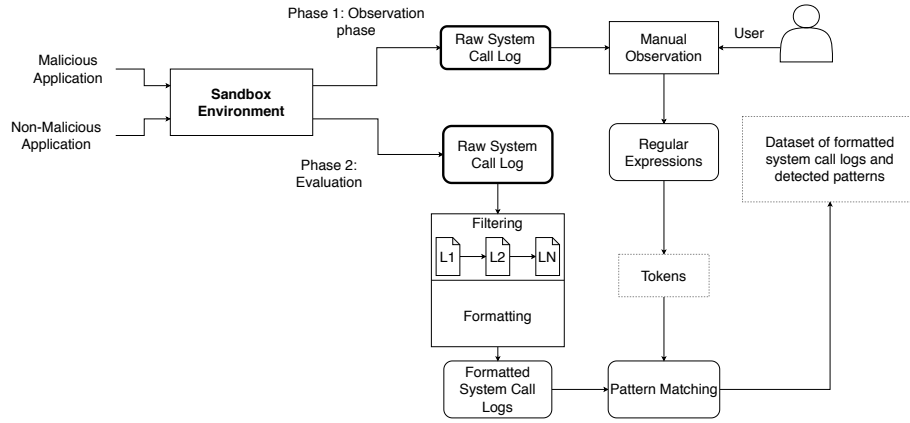 Phase 1: Observation
phase
Malicious
Application
Non-Malicious
Application
Sandbox
Environment
Raw System
Call Log
Manual
Observation
User
Phase 2:
Evaluation
Raw System
Call Log
Regular
Expressions
Dataset of formatted
system call logs and
detected patterns
Filtering
L1
L2
LN
Formatting
Tokens
Formatted
System Call
Logs
Pattern Matching